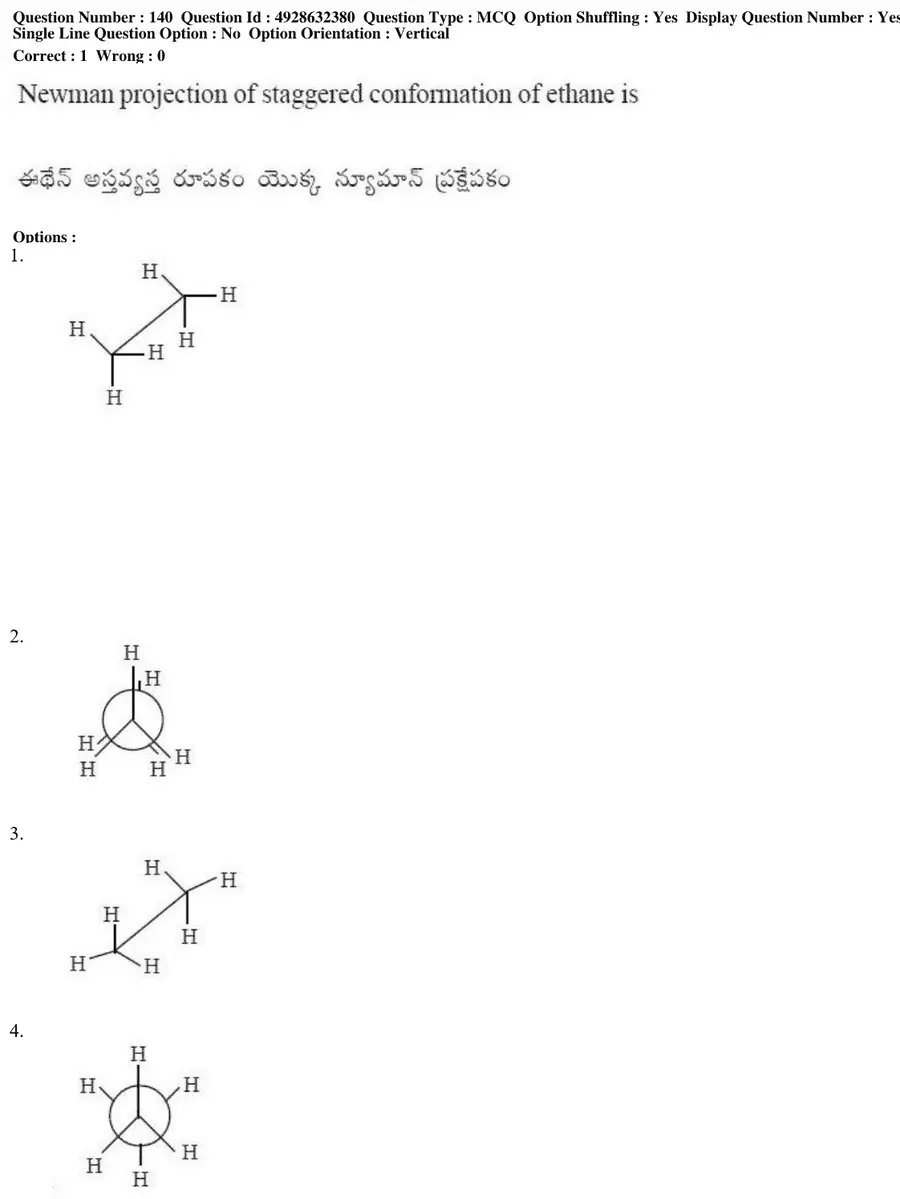 Question Number : 140 Question Id : 4928632380 Question Type : MCQ Option Shuffling : Yes Display Question Number : Yes
Single Line Question Option : No Option Orientation : Vertical
Correct : 1 Wrong : 0
Newman projection of staggered conformation of ethane is
ఈథేన్ అస్తవ్యస్త రూపకం యొక్క న్యూమాన్ ప్రక్షేపకం
Options :
1.
H
H
H
H
H
H
2.
H
H
H
H
H
H
3.
H
H
H
H
H
H
4.
H
H
H
H
H
H